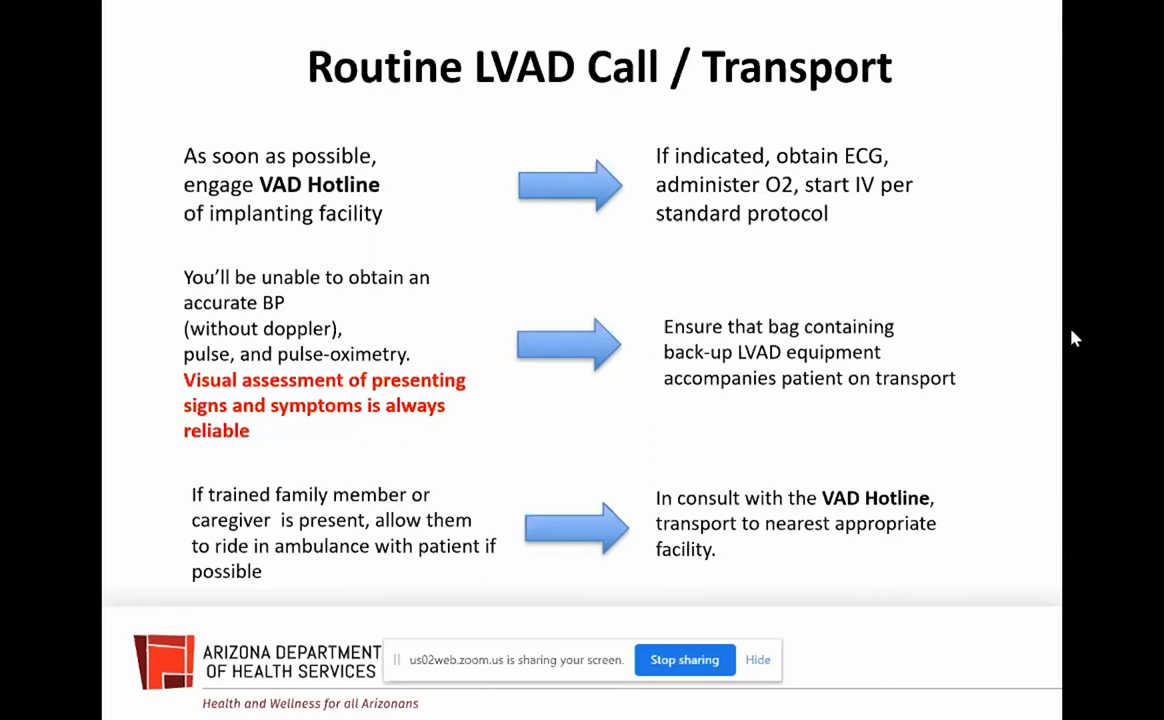 Routine LVAD Call / Transport
As soon as possible,
engage VAD Hotline
of implanting facility
If indicated, obtain ECG,
administer O2, start IV per
standard protocol
You'll be unable to obtain an
accurate BP
(without doppler),
pulse, and pulse-oximetry.
Visual assessment of presenting
signs and symptoms is always
reliable
Ensure that bag containing
back-up LVAD equipment
accompanies patient on transport
If trained family member or
caregiver is present, allow them
to ride in ambulance with patient if
possible
In consult with the VAD Hotline,
transport to nearest appropriate
facility.
ARIZONA DEPARTMENT
OF HEALTH SERVICES
Health and Wellness for all Arizonans
us02web.zoom.us is sharing your screen.
Stop sharing
Hide